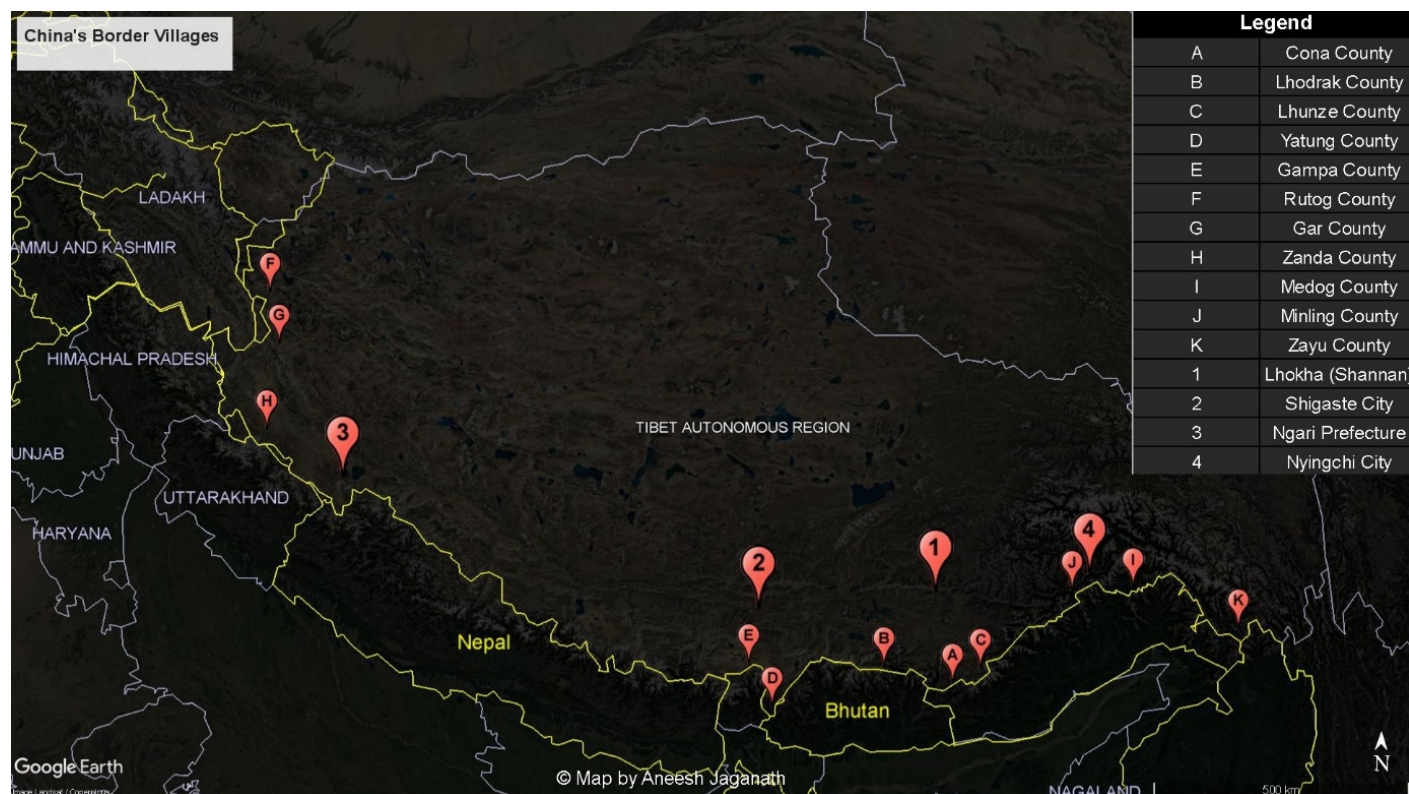 China's Border Villages
Legend
A Cona County
B Lhodrak County
C Lhunze County
D Yatung County
E Gampa County
F Rutog County
G Gar County
H Zanda County
I Medog County
J Minling County
K Zayu County
1 Lhokha (Shannan)
2 Shigaste City
3 Ngari Prefecture
4 Nyingchi City
LADAKH
AMMU AND KASHMIR
F
G
HIMACHAL PRADESH
H
3
TIBET AUTONOMOUS REGION
UNJAB
UTTARAKHAND
HARYANA
1
4
2
J
I
K
Nepal
E
B
C
A
D
Bhutan
Google Earth
© Map by Aneesh Jaganath
N
NAGALAND
500 km